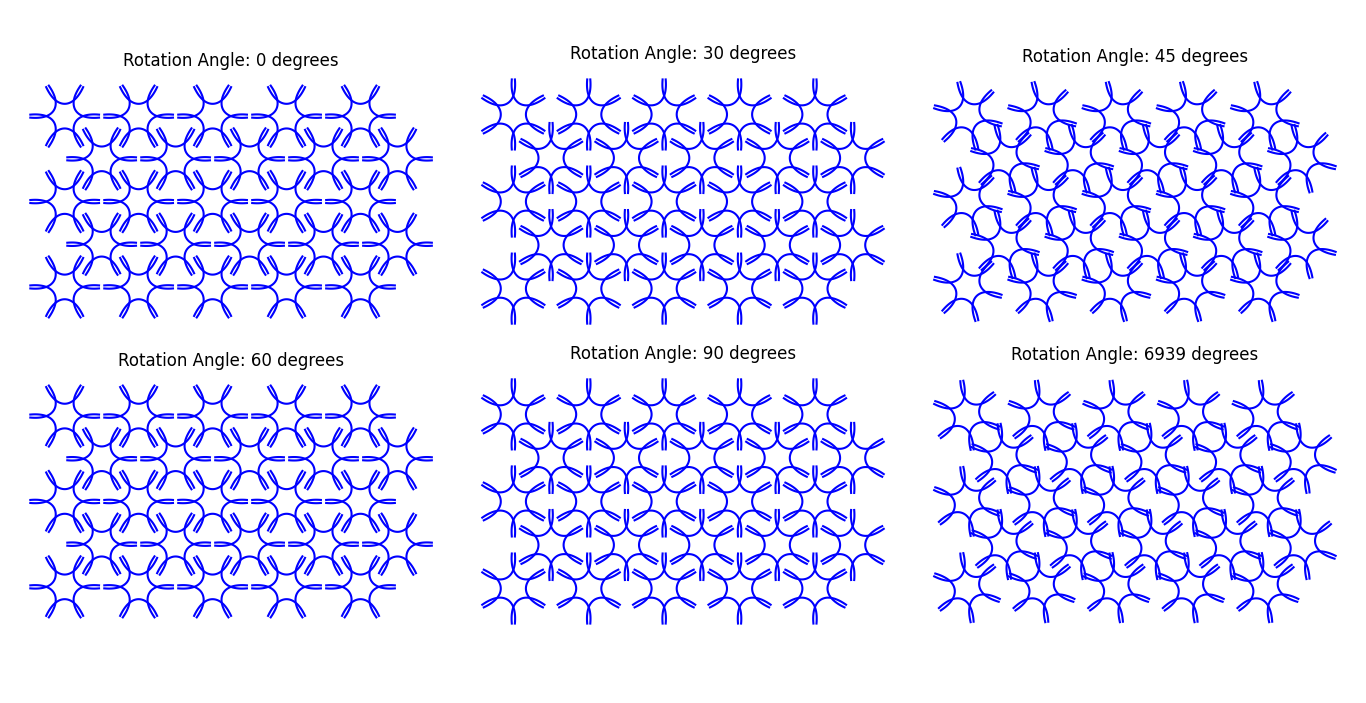 Rotation Angle: 0 degrees
Rotation Angle: 30 degrees
Rotation Angle: 45 degrees
Rotation Angle: 60 degrees
Rotation Angle: 90 degrees
Rotation Angle: 6939 degrees